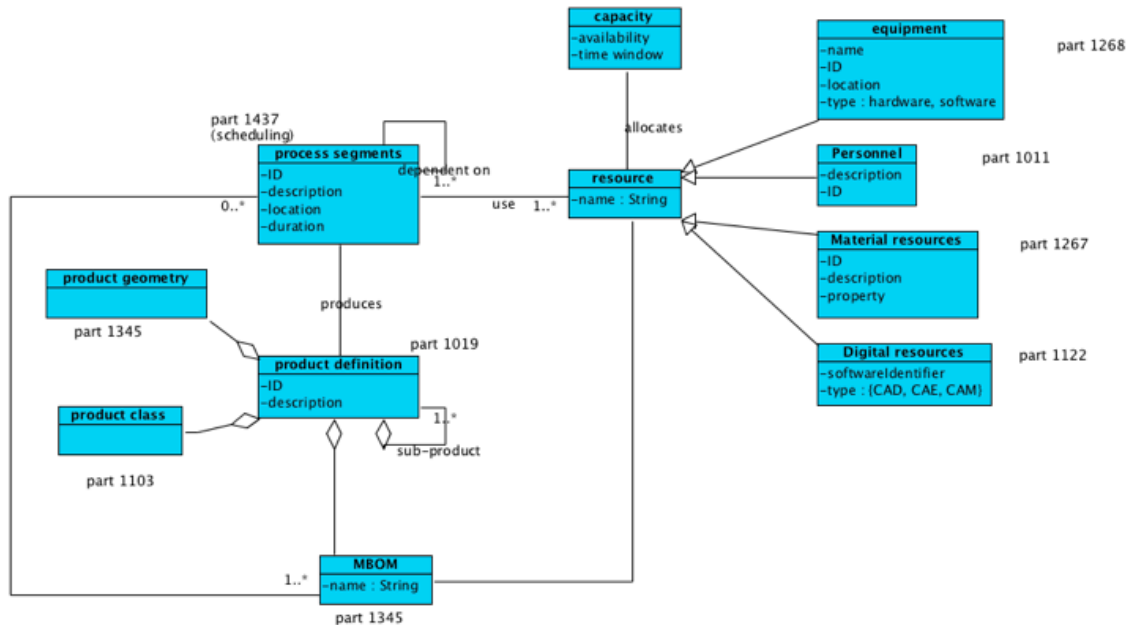 capacity
-availability
-time window
equipment
-name
-ID
-location
-type : hardware, software
part 1268
part 1437
(scheduling)
process segments
-ID
-description
-location
-duration
dependent on
1..*
allocates
resource
-name : String
Personnel
-description
-ID
part 1011
0..*
use
1..*
Material resources
-ID
-description
-property
part 1267
product geometry
part 1345
produces
part 1019
product definition
-ID
-description
1..*
sub-product
Digital resources
-softwareIdentifier
-type : {CAD, CAE, CAM}
part 1122
product class
part 1103
MBOM
-name : String
1..*
part 1345